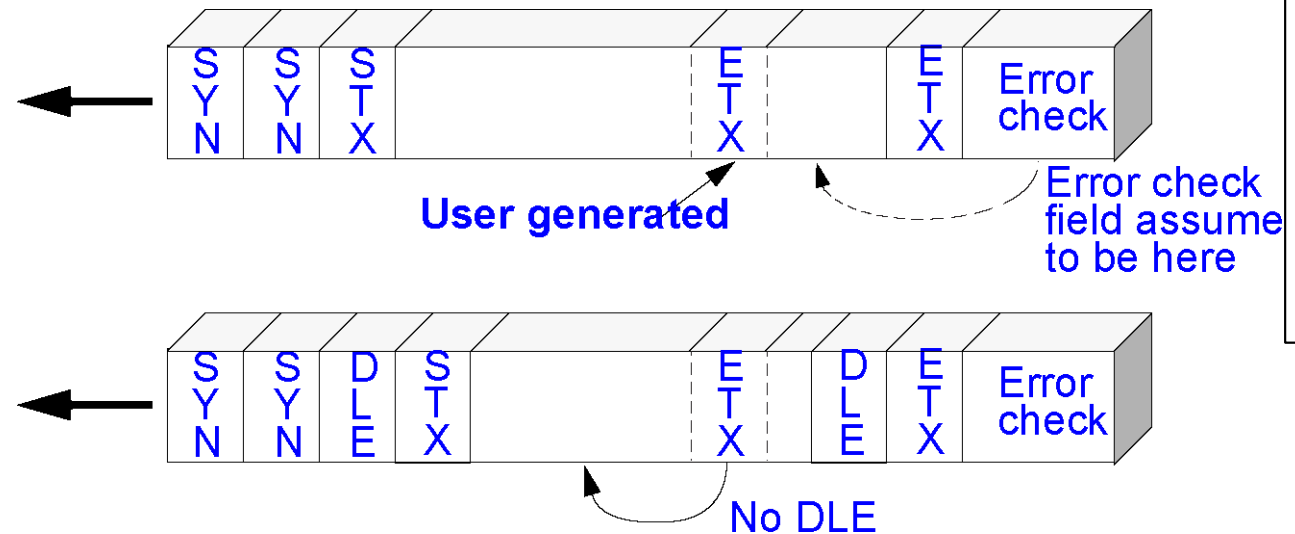 SYN SYN STX ETX ETX Error
check
User generated
Error check
field assume
to be here
SYN SYN DLE STX ETX DLE ETX Error
check
No DLE